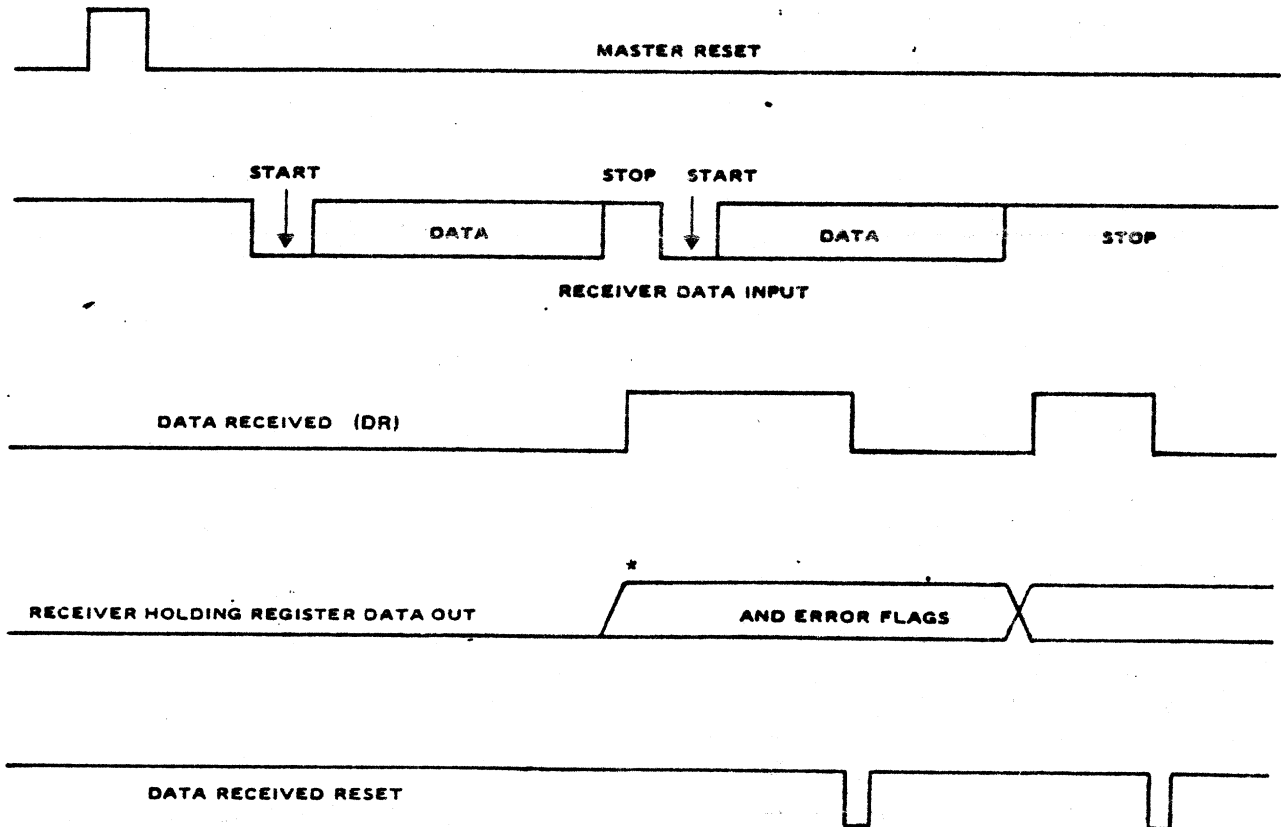 MASTER RESET
START STOP START
DATA DATA STOP
RECEIVER DATA INPUT
DATA RECEIVED (DR)
*
RECEIVER HOLDING REGISTER DATA OUT AND ERROR FLAGS
DATA RECEIVED RESET